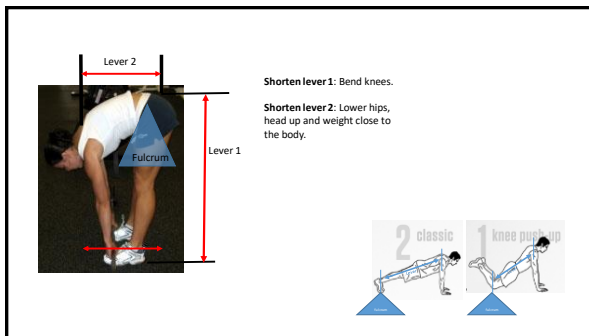 Lever 2
Shorten lever 1: Bend knees.
Shorten lever 2: Lower hips,
head up and weight close to
the body.
Lever 1
Fulcrum
2 classic
1 knee push-up